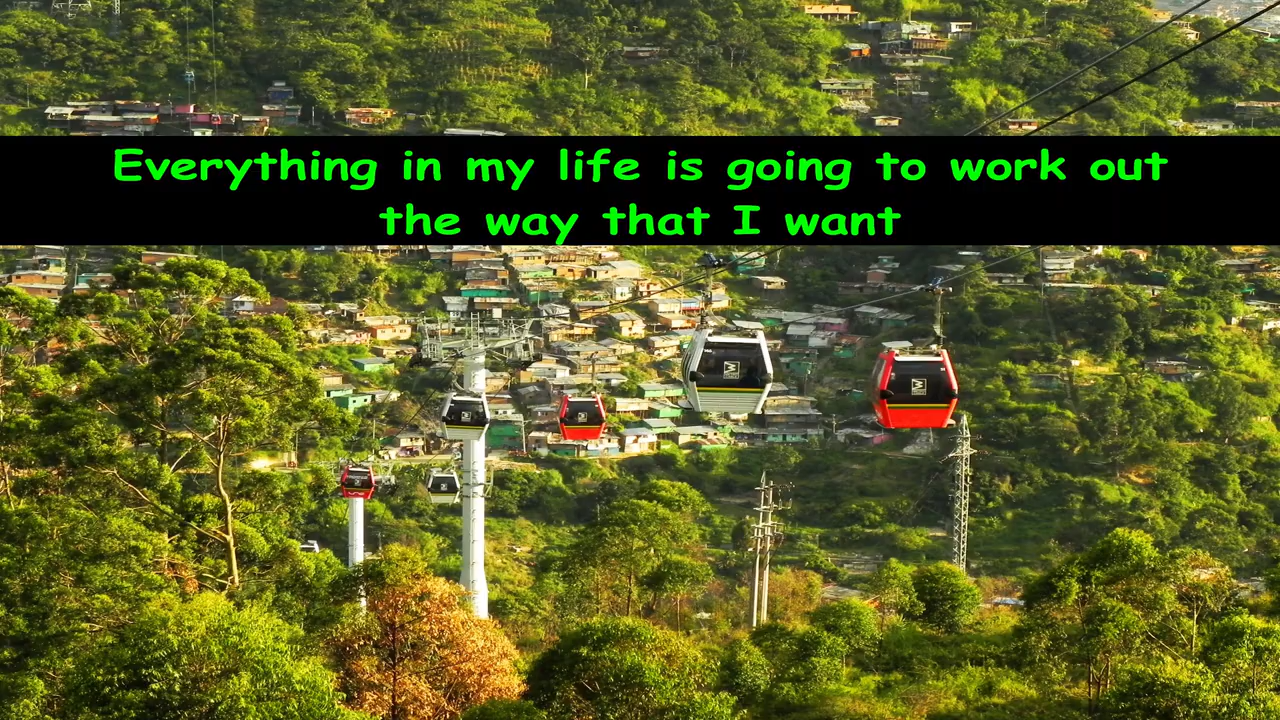 Everything in my life is going to work out
the way that I want